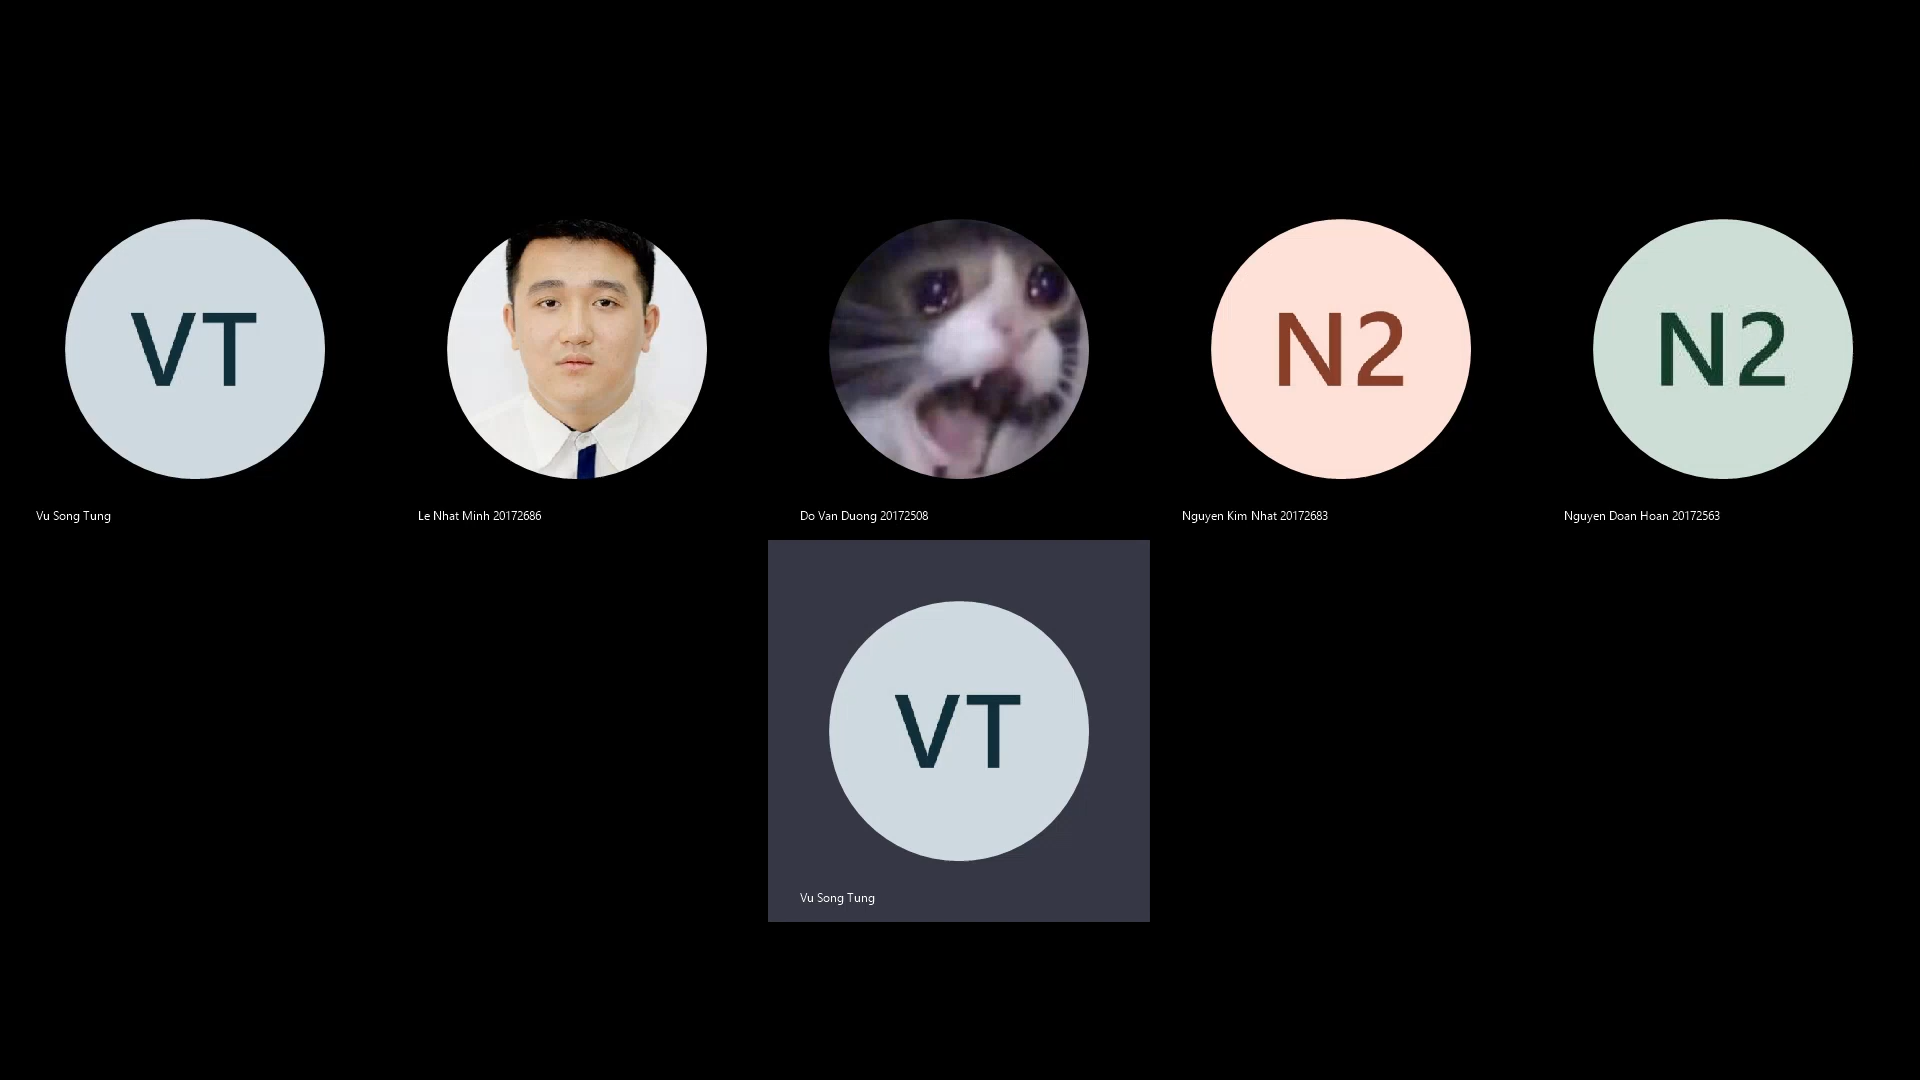 VT
N2
N2
Vu Song Tung
Le Nhat Minh 20172686
Do Van Duong 20172508
Nguyen Kim Nhat 20172683
Nguyen Doan Hoan 20172563
VT
Vu Song Tung